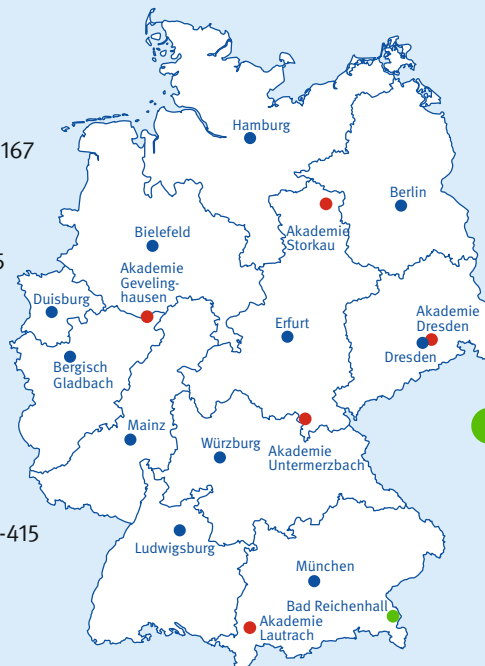 Hamburg
167
Berlin
Akademie
Storkau
Bielefeld
Akademie
Geveling-
hausen
Duisburg
Erfurt
Akademie
Dresden
Dresden
Bergisch
Gladbach
Mainz
Würzburg
Akademie
Untermerzbach
-415
Ludwigsburg
München
Bad Reichenhall
Akademie
Lautrach